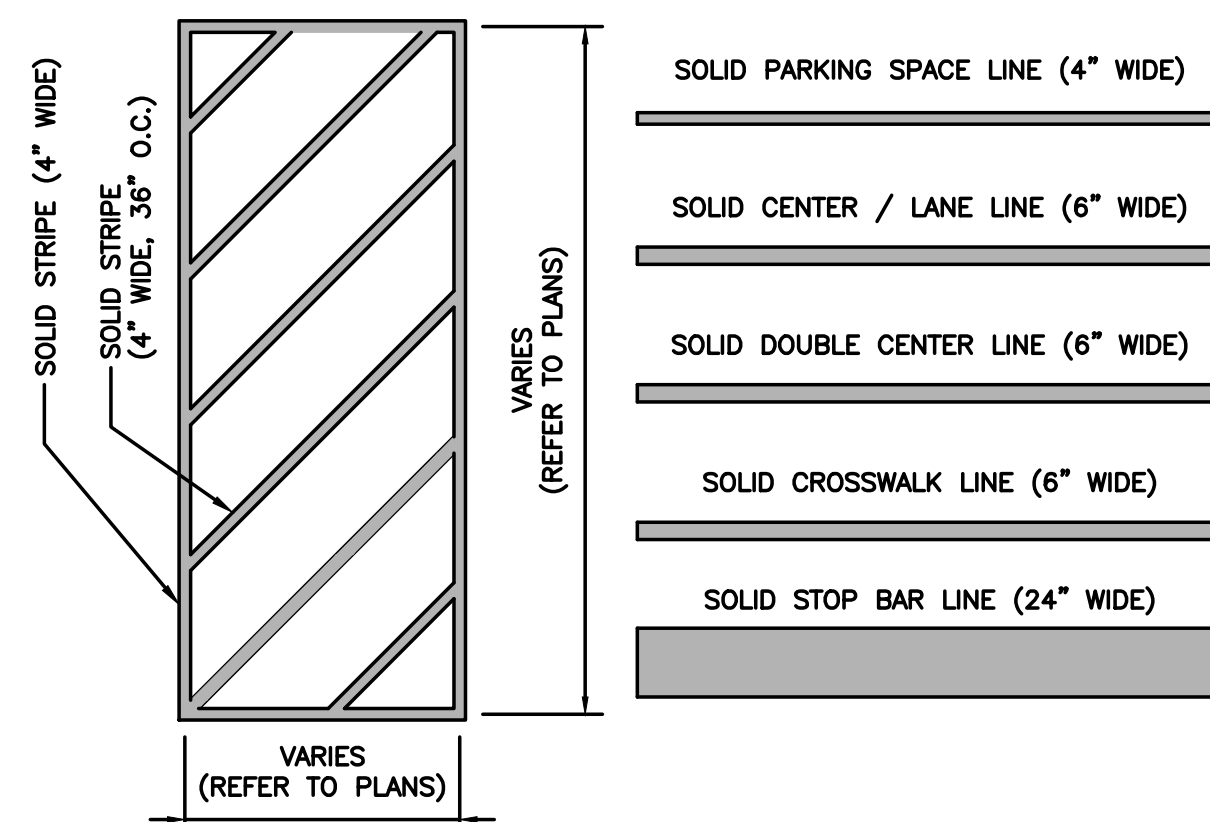 SOLID STRIPE (4” WIDE)
SOLID STRIPE
(4” WIDE, 36” O.C.)
VARIES
(REFER TO PLANS)
VARIES
(REFER TO PLANS)
SOLID PARKING SPACE LINE (4” WIDE)
SOLID CENTER / LANE LINE (6” WIDE)
SOLID DOUBLE CENTER LINE (6” WIDE)
SOLID CROSSWALK LINE (6” WIDE)
SOLID STOP BAR LINE (24” WIDE)